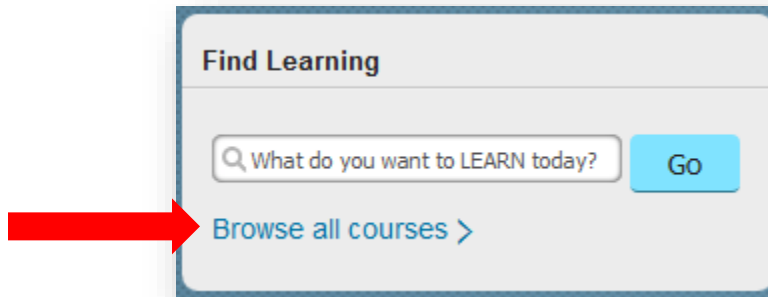 Find Learning
What do you want to LEARN today?
Go
Browse all courses >